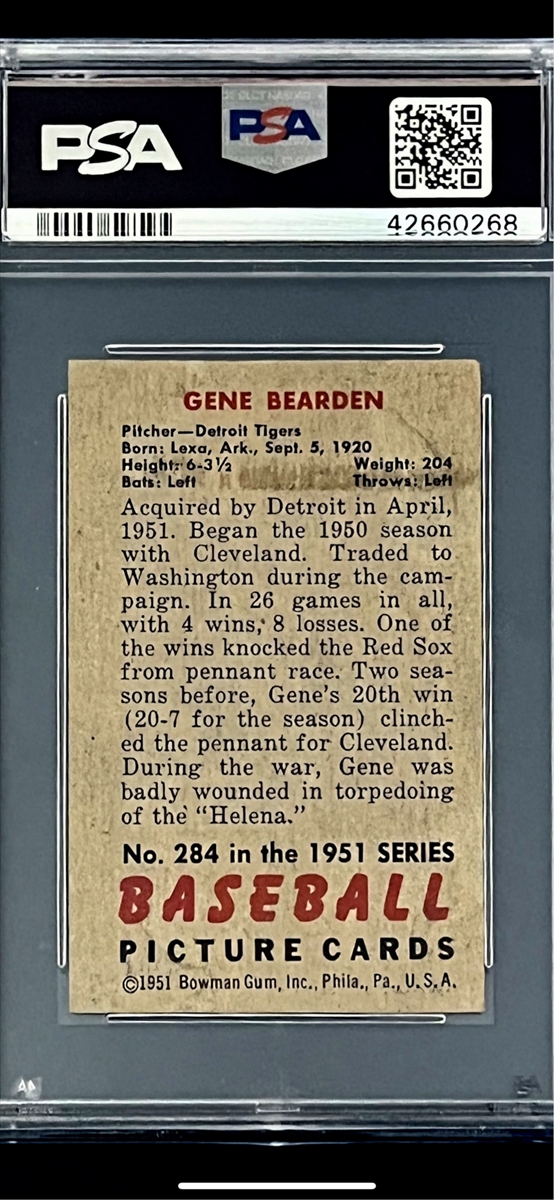 PSA
PSA
42660268
GENE BEARDEN
Pitcher—Detroit Tigers
Born: Lexa, Ark., Sept. 5, 1920
Height: 6-3½ Weight: 204
Bats: Left Throws: Left
Acquired by Detroit in April,
1951. Began the 1950 season
with Cleveland. Traded to
Washington during the cam-
paign. In 26 games in all,
with 4 wins, 8 losses. One of
the wins knocked the Red Sox
from pennant race. Two sea-
sons before, Gene's 20th win
(20-7 for the season) clinch-
ed the pennant for Cleveland.
During the war, Gene was
badly wounded in torpedoing
of the "Helena."
No. 284 in the 1951 SERIES
BASEBALL
PICTURE CARDS
©1951 Bowman Gum, Inc., Phila., Pa., U.S.A.